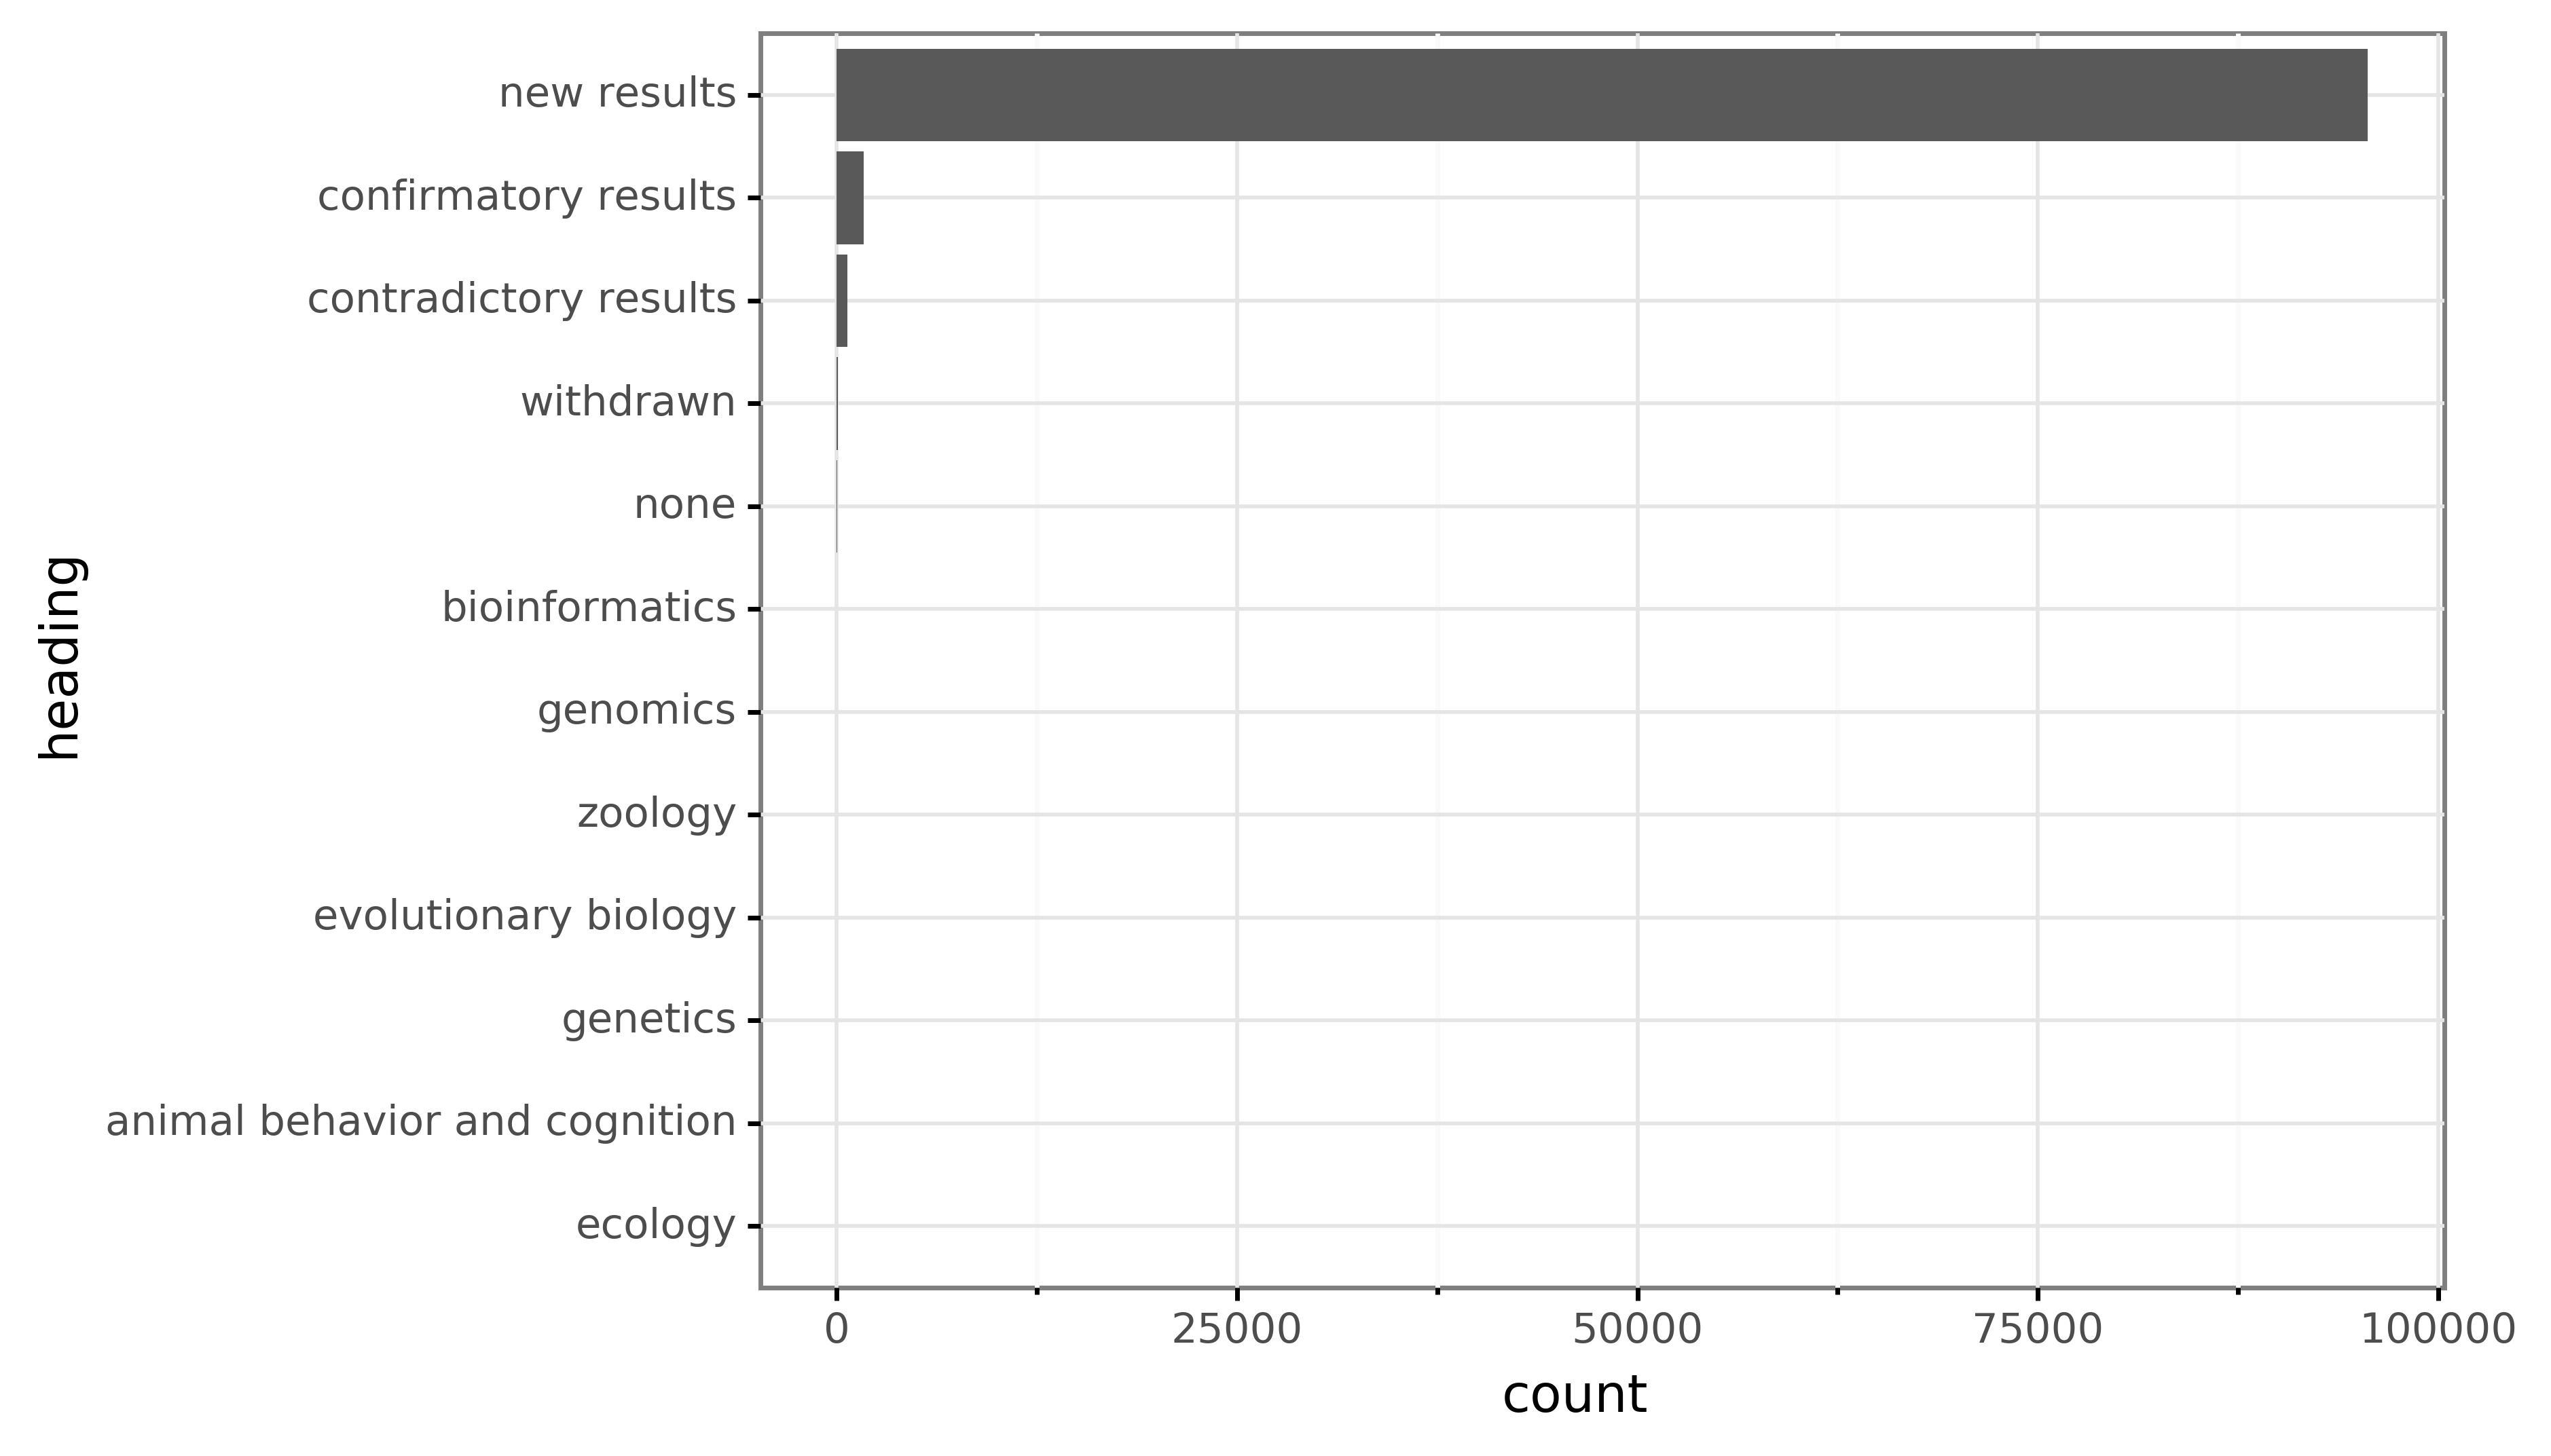 new results
confirmatory results
contradictory results
withdrawn
none
bioinformatics
genomics
zoology
evolutionary biology
genetics
animal behavior and cognition
ecology
heading
0 25000 50000 75000 100000
count